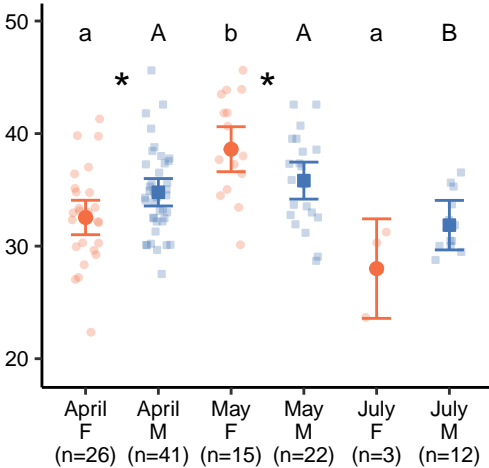 50
a A b A a B
* *
40
30
20
April April May May July July
F M F M F M
(n=26) (n=41) (n=15) (n=22) (n=3) (n=12)